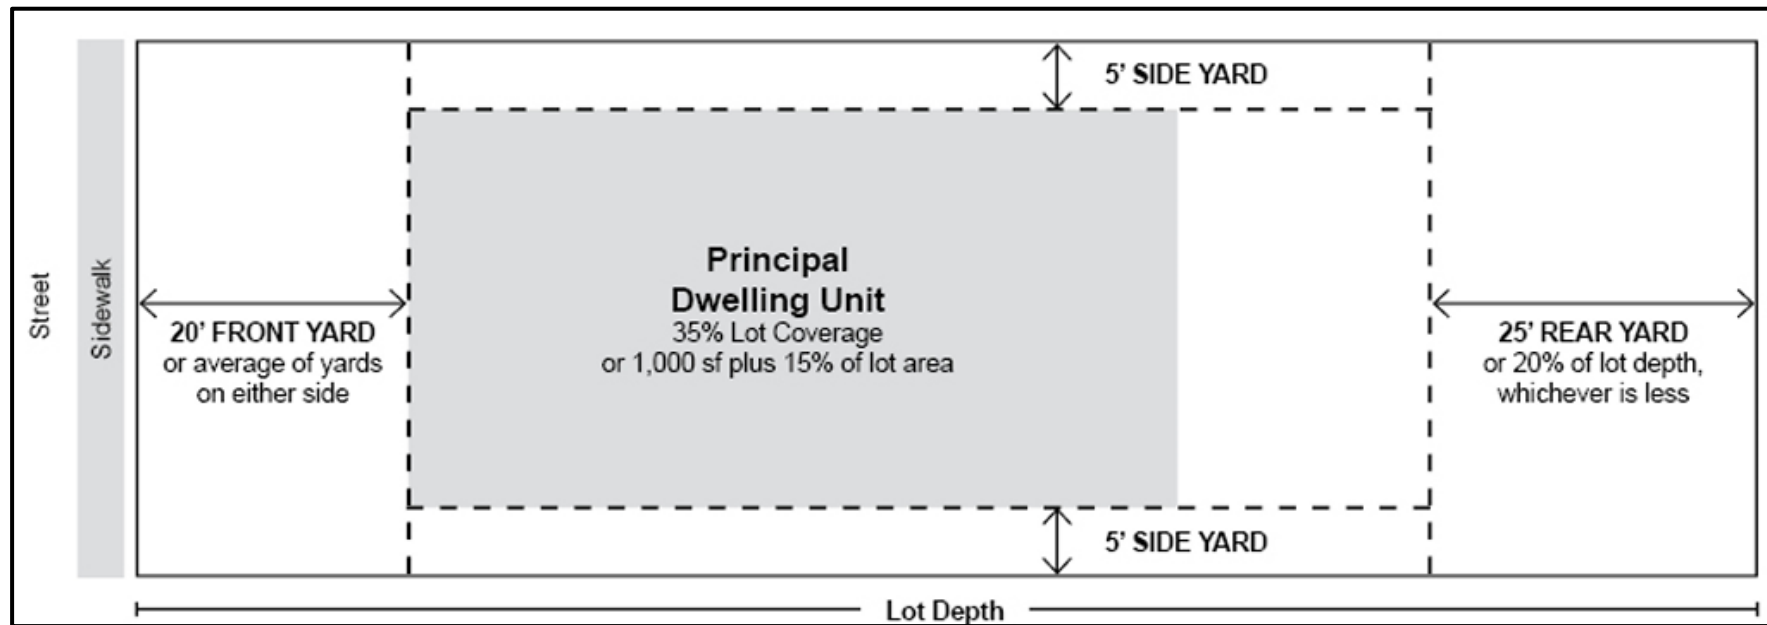 Street
Sidewalk
20’ FRONT YARD
or average of yards
on either side
5’ SIDE YARD
Principal
Dwelling Unit
35% Lot Coverage
or 1,000 sf plus 15% of lot area
5’ SIDE YARD
25’ REAR YARD
or 20% of lot depth,
whichever is less
Lot Depth